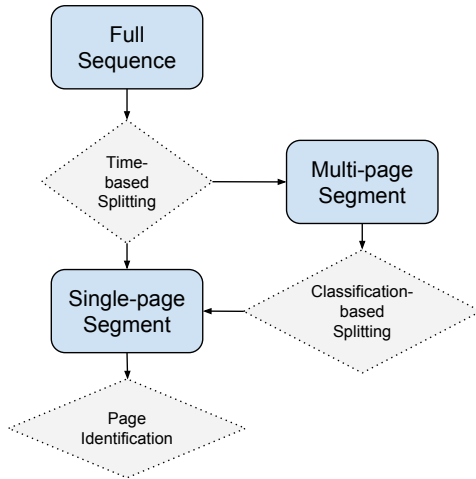 Full
Sequence
Time-
based
Splitting
Multi-page
Segment
Single-page
Segment
Classification-
based
Splitting
Page
Identification